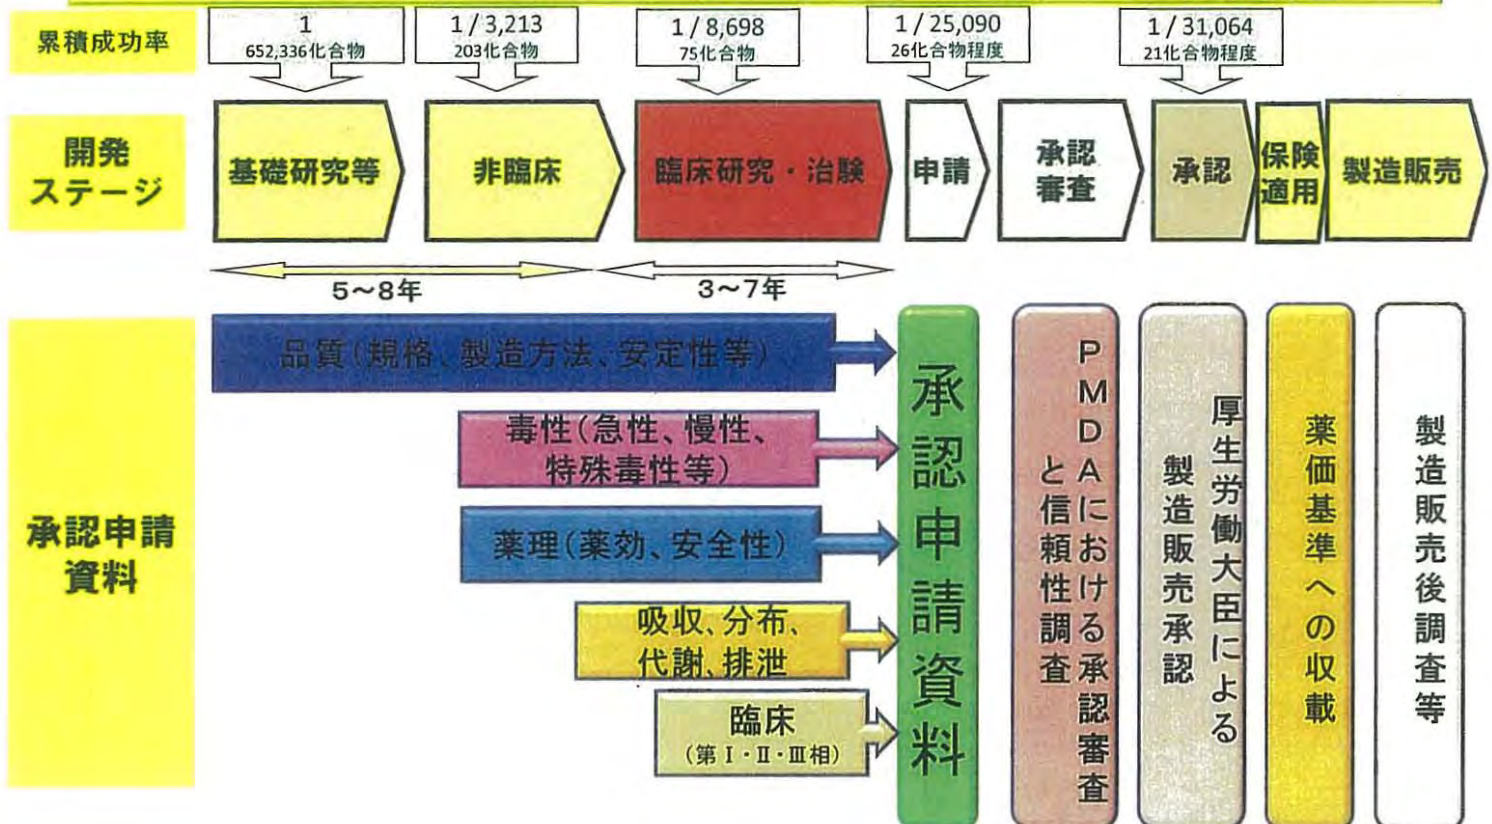 累積成功率
1
652,336化合物
1/3,213
203化合物
1/8,698
75化合物
1/25,090
26化合物程度
1/31,064
21化合物程度
開発
ステージ
基礎研究等
非臨床
臨床研究・治験
申請
承認
審査
承認
保険
適用
製造販売
5～8年
3～7年
承認申請
資料
品質(規格、製造方法、安定性等)
毒性(急性、慢性、
特殊毒性等)
薬理(薬効、安全性)
吸収、分布、
代謝、排泄
臨床
(第Ⅰ・Ⅱ・Ⅲ相)
承認申請資料
PMDAにおける承認審査
と信頼性調査
厚生労働大臣による
製造販売承認
薬価基準への収載
製造販売後調査等